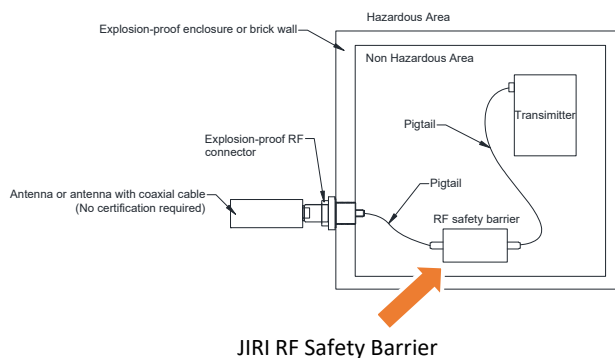 Hazardous Area
Explosion-proof enclosure or brick wall
Non Hazardous Area
Transimitter
Pigtail
Explosion-proof RF
connector
Pigtail
Antenna or antenna with coaxial cable
(No certification required)
RF safety barrier
JIRI RF Safety Barrier